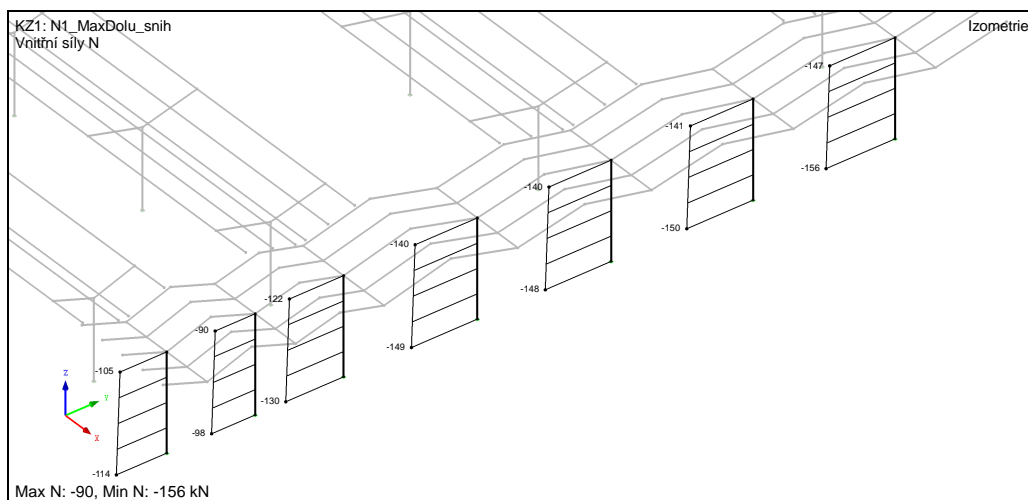 KZ1: N1_MaxDolu_snih
Izometrie
Vnitřní síly N
-147
-141
-156
-140
-150
-140
-148
-122
-149
-90
-130
-105
-98
-114
Z
Y
X
Max N: -90, Min N: -156 kN